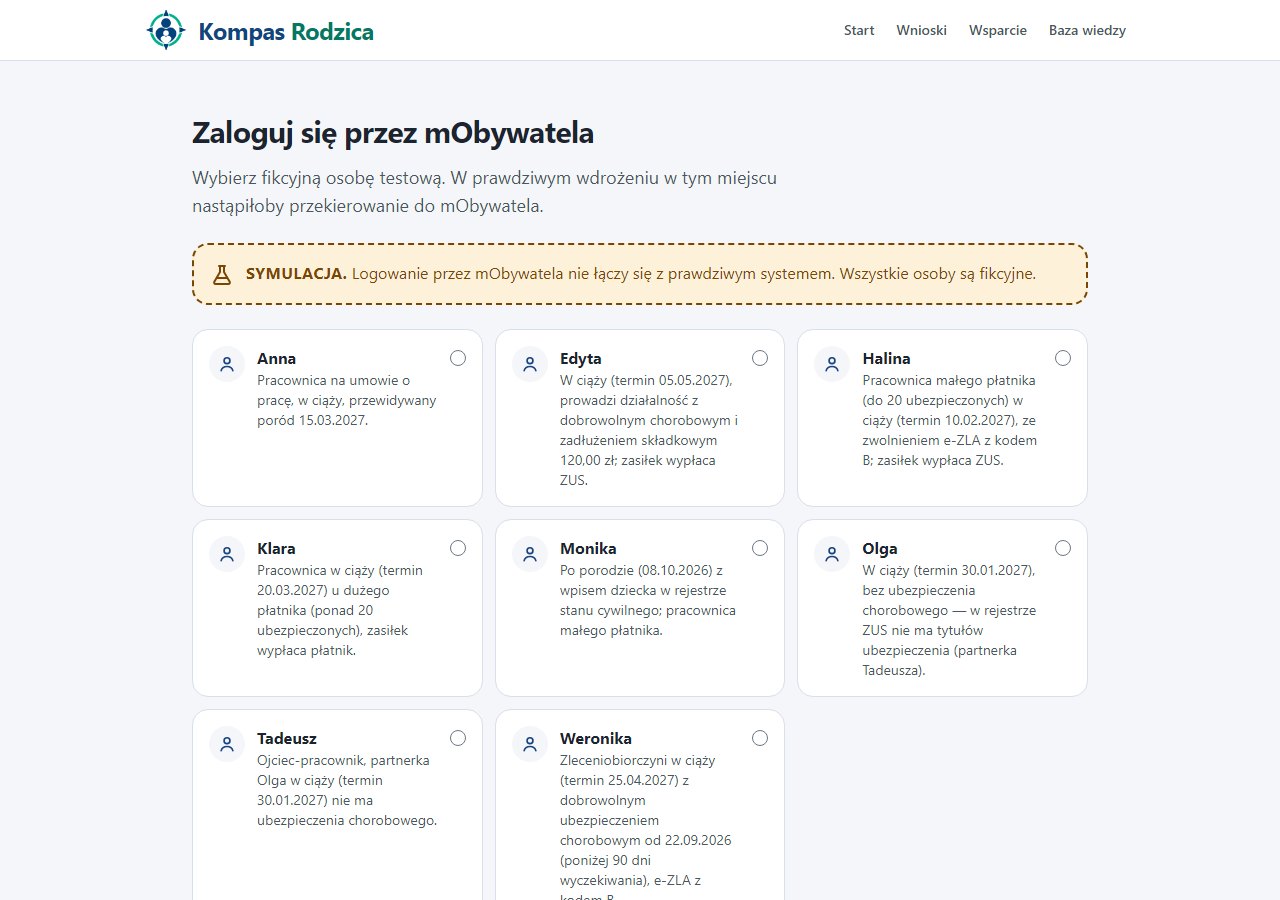 Kompas Rodzica
Start
Wnioski
Wsparcie
Baza wiedzy
Zaloguj się przez mObywatela
Wybierz fikcyjną osobę testową. W prawdziwym wdrożeniu w tym miejscu
nastąpiłoby przekierowanie do mObywatela.
SYMULACJA. Logowanie przez mObywatela nie łączy się z prawdziwym systemem. Wszystkie osoby są fikcyjne.
Anna
Pracownica na umowie o
pracę, w ciąży, przewidywany
poród 15.03.2027.
Edyta
W ciąży (termin 05.05.2027),
prowadzi działalność z
dobrowolnym chorobowym i
zadłużeniem składkowym
120,00 zł; zasiłek wypłaca
ZUS.
Halina
Pracownica małego płatnika
(do 20 ubezpieczonych) w
ciąży (termin 10.02.2027), ze
zwolnieniem e-ZLA z kodem
B; zasiłek wypłaca ZUS.
Klara
Pracownica w ciąży (termin
20.03.2027) u dużego
płatnika (ponad 20
ubezpieczonych), zasiłek
wypłaca płatnik.
Monika
Po porodzie (08.10.2026) z
wpisem dziecka w rejestrze
stanu cywilnego; pracownica
małego płatnika.
Olga
W ciąży (termin 30.01.2027),
bez ubezpieczenia
chorobowego — w rejestrze
ZUS nie ma tytułów
ubezpieczenia (partnerka
Tadeusza).
Tadeusz
Ojciec-pracownik, partnerka
Olga w ciąży (termin
30.01.2027) nie ma
ubezpieczenia chorobowego.
Weronika
Zleceniobiorczyni w ciąży
(termin 25.04.2027) z
dobrowolnym
ubezpieczeniem
chorobowym od 22.09.2026
(poniżej 90 dni
wyczekiwania), e-ZLA z
kodem B.